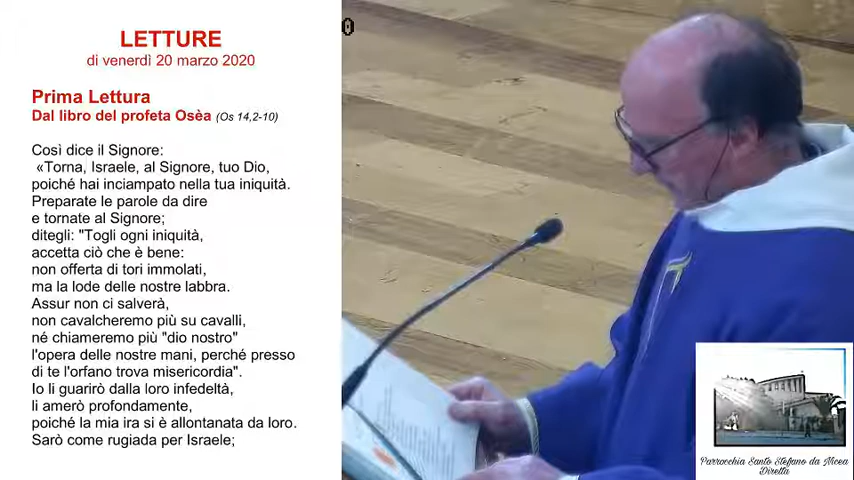 LETTURE
di venerdì 20 marzo 2020
Prima Lettura
Dal libro del profeta Osèa (Os 14,2-10)
Così dice il Signore:
«Torna, Israele, al Signore, tuo Dio,
poiché hai inciampato nella tua iniquità.
Preparate le parole da dire
e tornate al Signore;
ditegli: "Togli ogni iniquità,
accetta ciò che è bene:
non offerta di tori immolati,
ma la lode delle nostre labbra.
Assur non ci salverà,
non cavalcheremo più su cavalli,
né chiameremo più "dio nostro"
l'opera delle nostre mani, perché presso
di te l'orfano trova misericordia".
Io li guarirò dalla loro infedeltà,
li amerò profondamente,
poiché la mia ira si è allontanata da loro.
Sarò come rugiada per Israele;
0
Parrocchia Santo Stefano da Nicea
Diretta